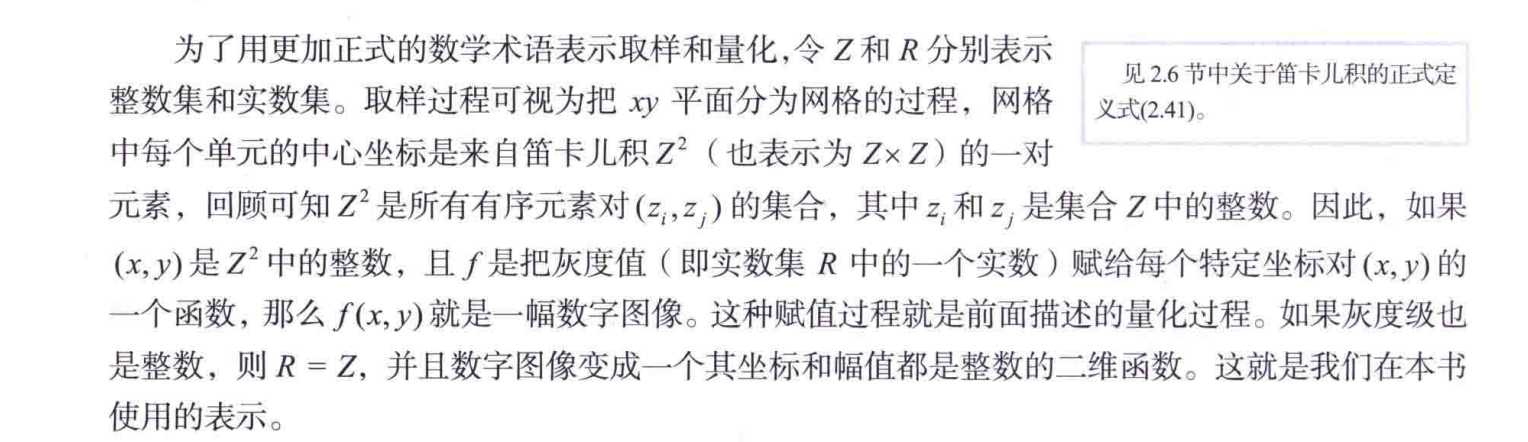 为了用更加正式的数学术语表示取样和量化，令 Z 和 R 分别表示
整数集和实数集。取样过程可视为把 xy 平面分为网格的过程，网格
中每个单元的中心坐标是来自笛卡儿积 Z²（也表示为 Z×Z）的一对
元素，回顾可知 Z² 是所有有序元素对 (zᵢ, zⱼ) 的集合，其中 zᵢ 和 zⱼ 是集合 Z 中的整数。因此，如果
(x, y) 是 Z² 中的整数，且 f 是把灰度值（即实数集 R 中的一个实数）赋给每个特定坐标对 (x, y) 的
一个函数，那么 f(x, y) 就是一幅数字图像。这种赋值过程就是前面描述的量化过程。如果灰度级也
是整数，则 R = Z，并且数字图像变成一个其坐标和幅值都是整数的二维函数。这就是我们在本书
使用的表示。
见 2.6 节中关于笛卡儿积的正式定
义式(2.41)。